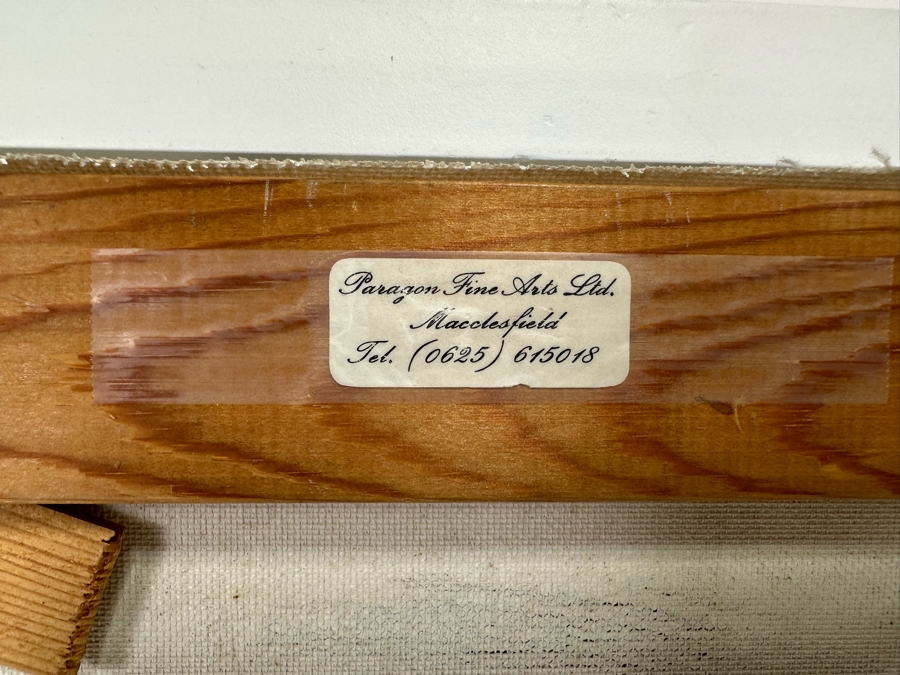 Paragon Fine Arts Ltd.
Macclesfield
Tel. (0625) 615018